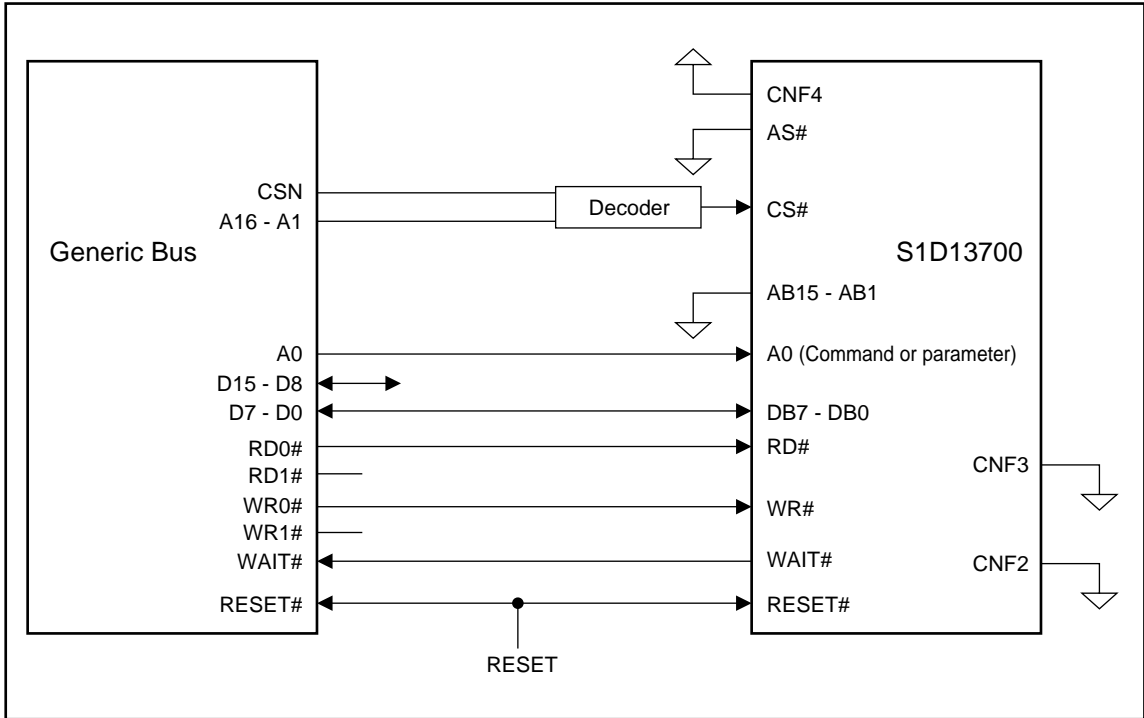 Generic Bus
CSN
A16 - A1
A0
D15 - D8
D7 - D0
RD0#
RD1#
WR0#
WR1#
WAIT#
RESET#
Decoder
RESET
S1D13700
CNF4
AS#
CS#
AB15 - AB1
A0 (Command or parameter)
DB7 - DB0
RD#
WR#
WAIT#
RESET#
CNF3
CNF2